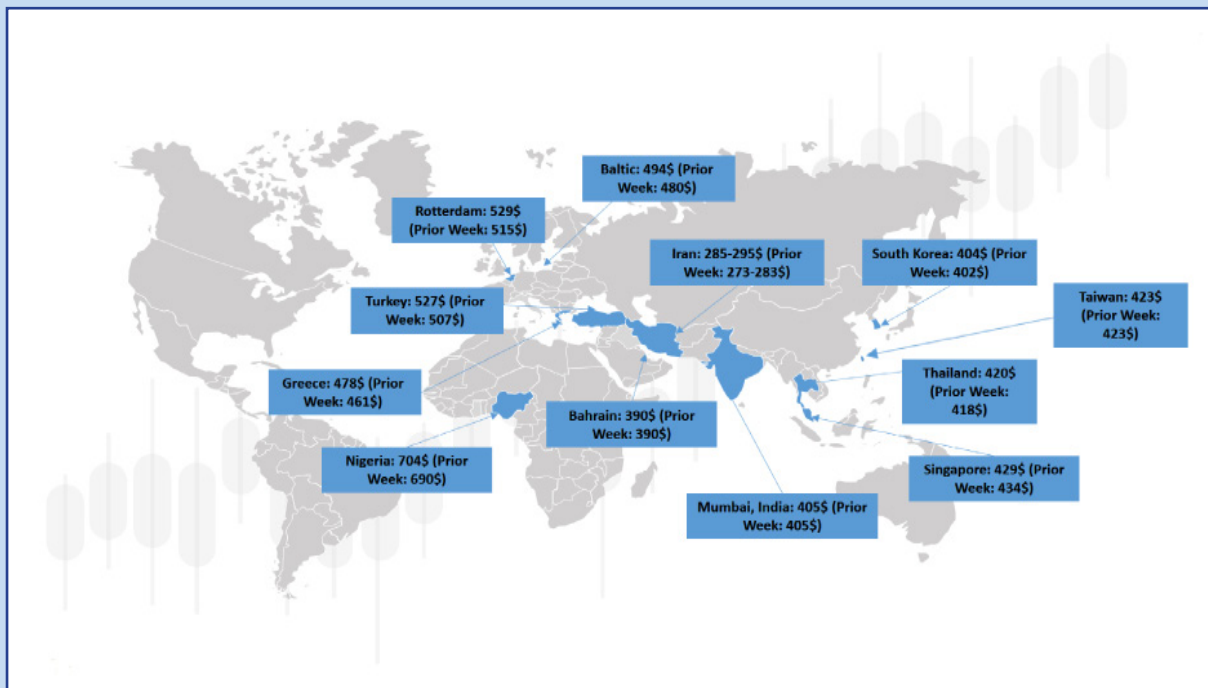 Baltic: 494$ (Prior
Week: 480$)
Rotterdam: 529$
(Prior Week: 515$)
Iran: 285-295$ (Prior
Week: 273-283$)
South Korea: 404$ (Prior
Week: 402$)
Turkey: 527$ (Prior
Week: 507$)
Taiwan: 423$
(Prior Week:
423$)
Greece: 478$ (Prior
Week: 461$)
Bahrain: 390$ (Prior
Week: 390$)
Thailand: 420$
(Prior Week:
418$)
Nigeria: 704$ (Prior
Week: 690$)
Singapore: 429$ (Prior
Week: 434$)
Mumbai, India: 405$ (Prior
Week: 405$)